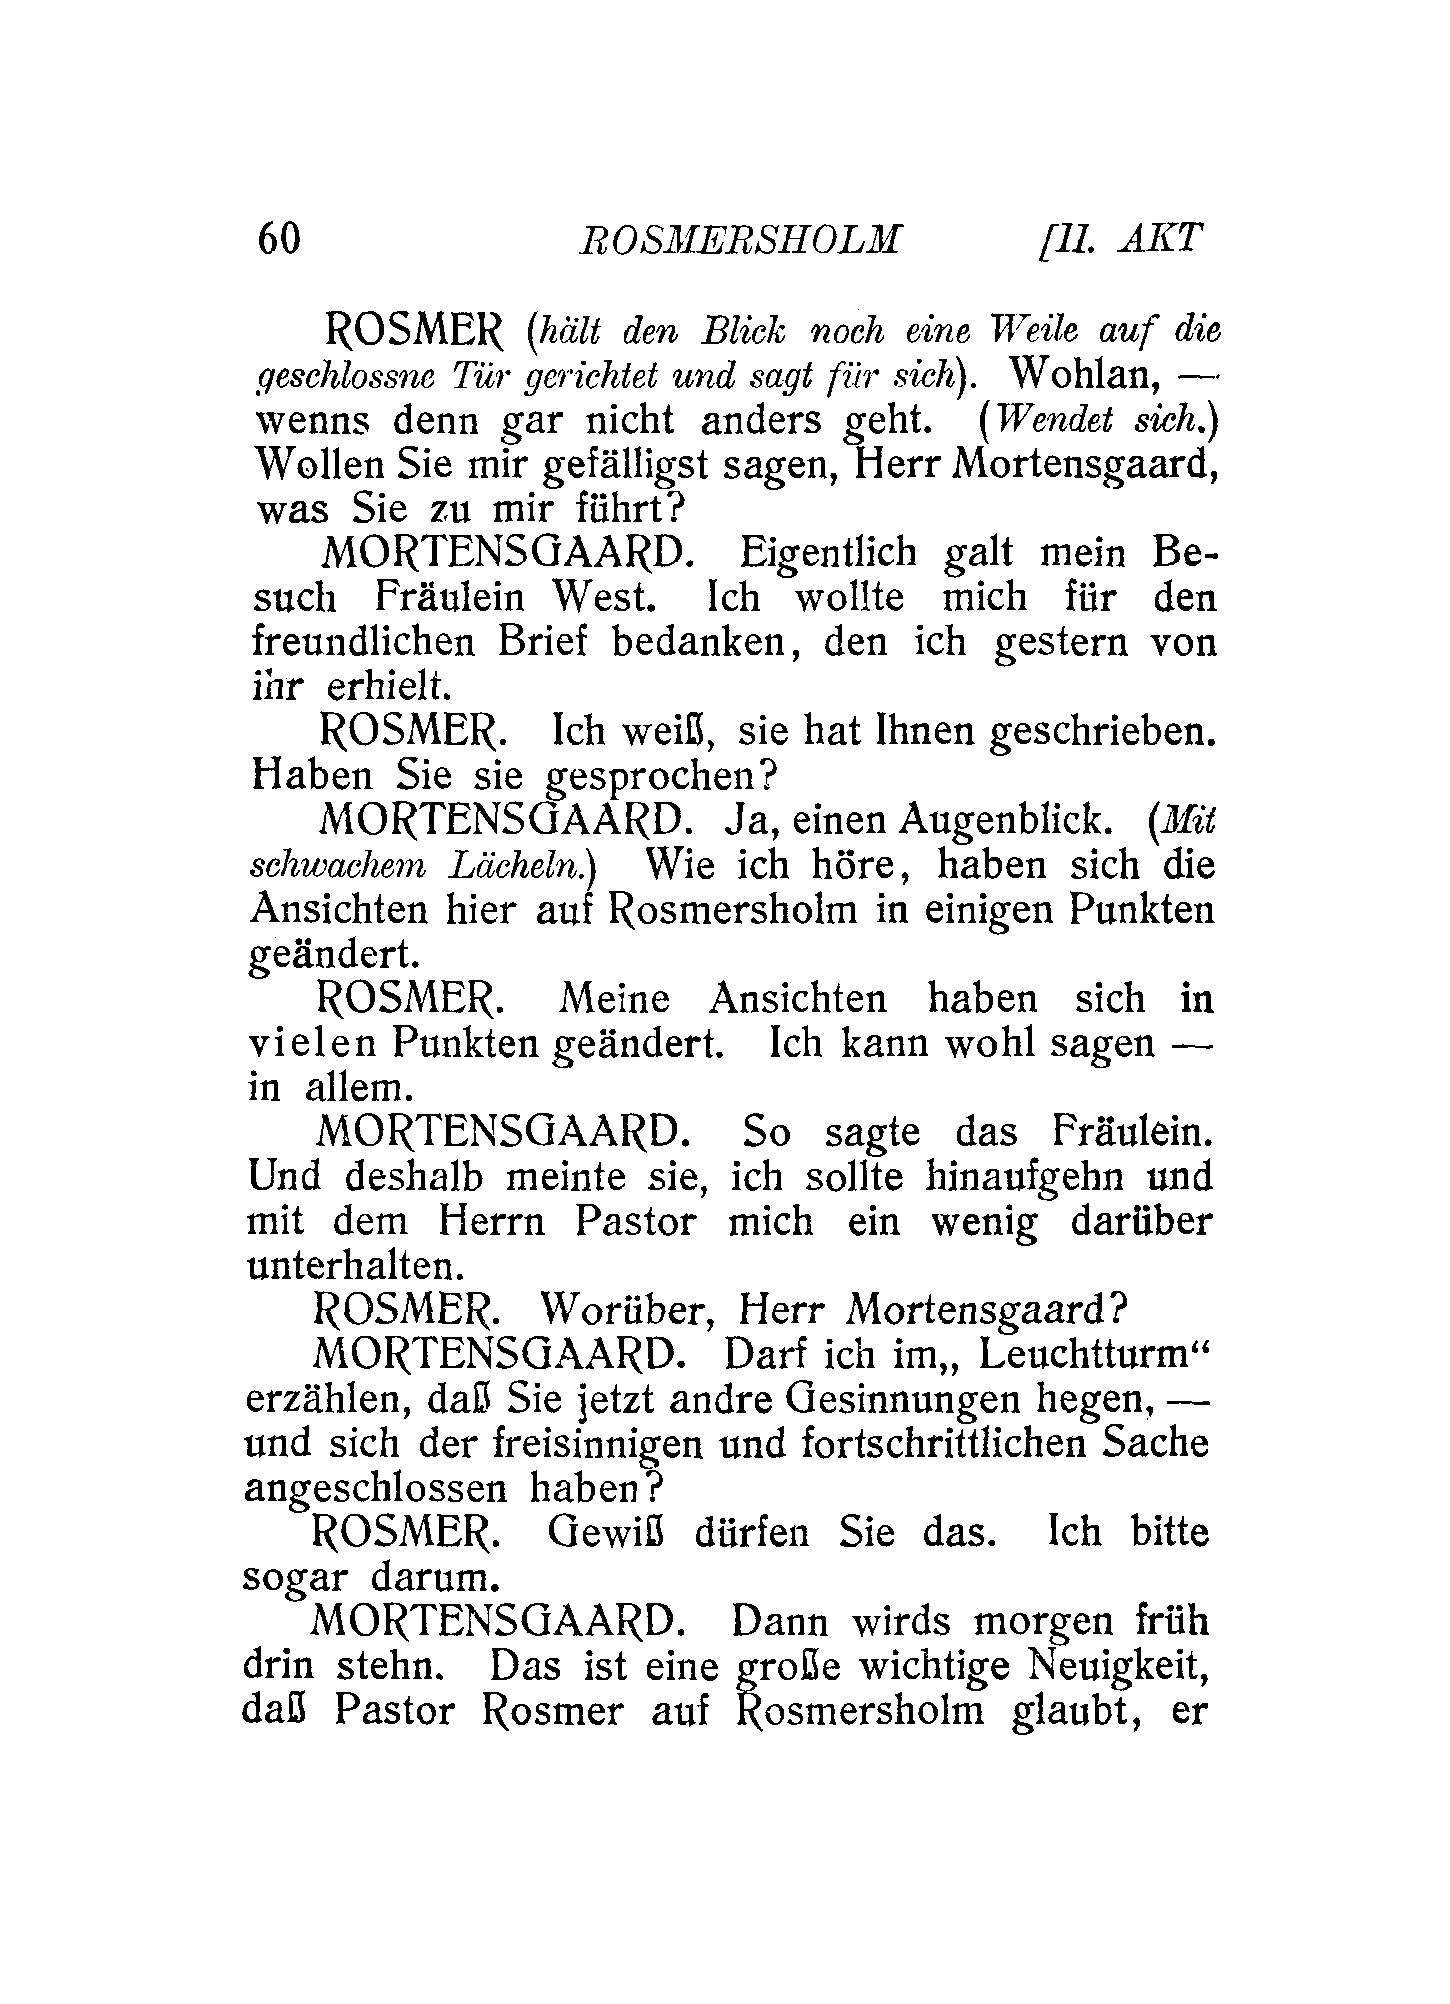 60 ROSMERSHOLM [II. AKT
ROSMER (hält den Blick noch eine Weile auf die
geschlossne Tür gerichtet und sagt für sich). Wohlan, —
wenns denn gar nicht anders geht. (Wendet sich.)
Wollen Sie mir gefälligst sagen, Herr Mortensgaard,
was Sie zu mir führt?
MORTENSGAARD. Eigentlich galt mein Be-
such Fräulein West. Ich wollte mich für den
freundlichen Brief bedanken, den ich gestern von
ihr erhielt.
ROSMER. Ich weiß, sie hat Ihnen geschrieben.
Haben Sie sie gesprochen?
MORTENSGAARD. Ja, einen Augenblick. (Mit
schwachem Lächeln.) Wie ich höre, haben sich die
Ansichten hier auf Rosmersholm in einigen Punkten
geändert.
ROSMER. Meine Ansichten haben sich in
vielen Punkten geändert. Ich kann wohl sagen —
in allem.
MORTENSGAARD. So sagte das Fräulein.
Und deshalb meinte sie, ich sollte hinaufgehn und
mit dem Herrn Pastor mich ein wenig darüber
unterhalten.
ROSMER. Worüber, Herr Mortensgaard?
MORTENSGAARD. Darf ich im„ Leuchtturm“
erzählen, daß Sie jetzt andre Gesinnungen hegen, —
und sich der freisinnigen und fortschrittlichen Sache
angeschlossen haben?
ROSMER. Gewiß dürfen Sie das. Ich bitte
sogar darum.
MORTENSGAARD. Dann wirds morgen früh
drin stehn. Das ist eine große wichtige Neuigkeit,
daß Pastor Rosmer auf Rosmersholm glaubt, er